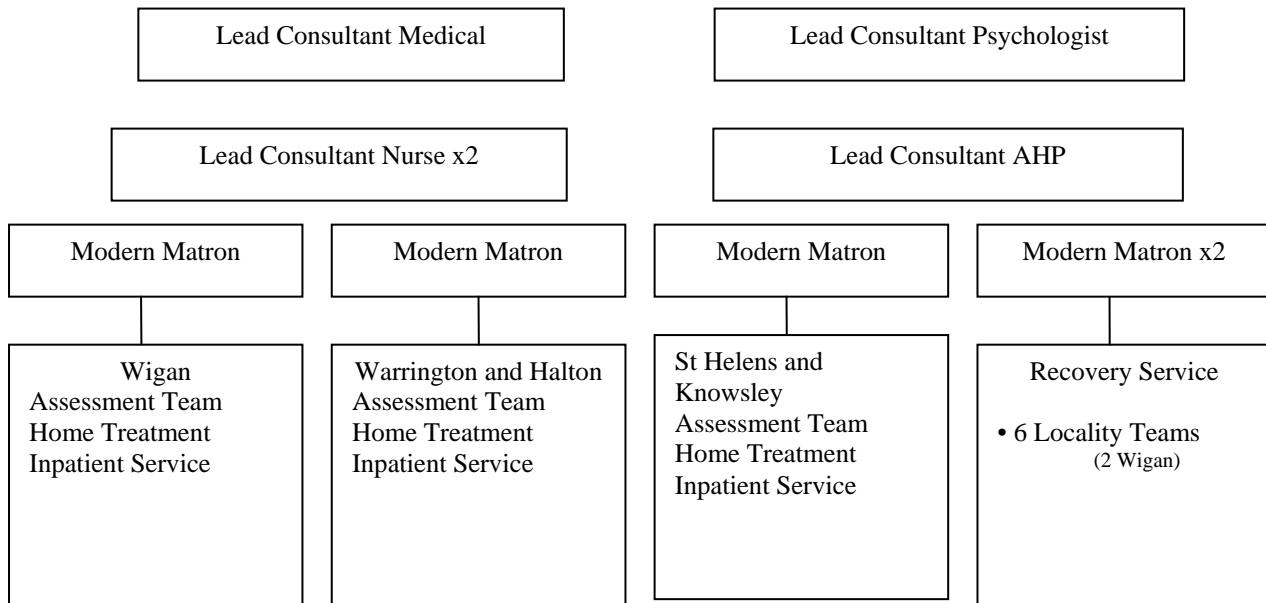 Lead Consultant Medical
Lead Consultant Psychologist
Lead Consultant Nurse x2
Lead Consultant AHP
Modern Matron
Modern Matron
Modern Matron
Modern Matron x2
Wigan
Assessment Team
Home Treatment
Inpatient Service
Warrington and Halton
Assessment Team
Home Treatment
Inpatient Service
St Helens and
Knowsley
Assessment Team
Home Treatment
Inpatient Service
Recovery Service
• 6 Locality Teams
(2 Wigan)